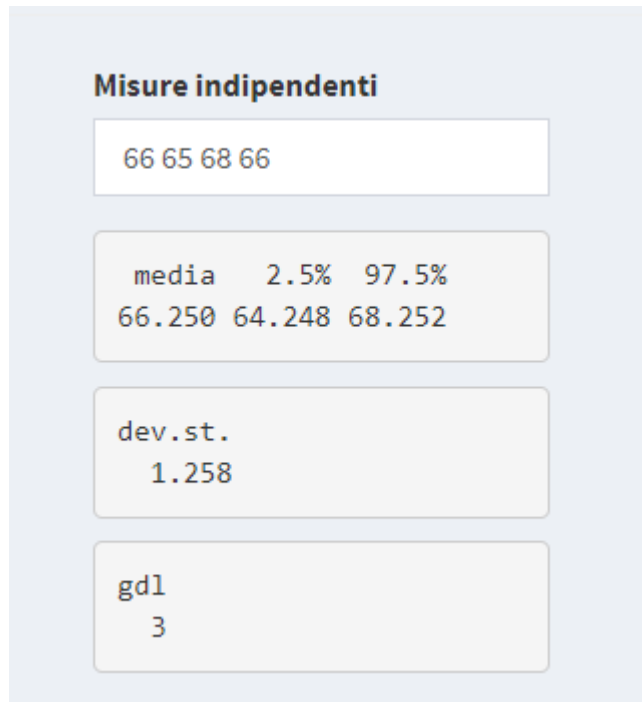 Misure indipendenti
66 65 68 66
media 2.5% 97.5%
66.250 64.248 68.252
dev.st.
1.258
gdl
3